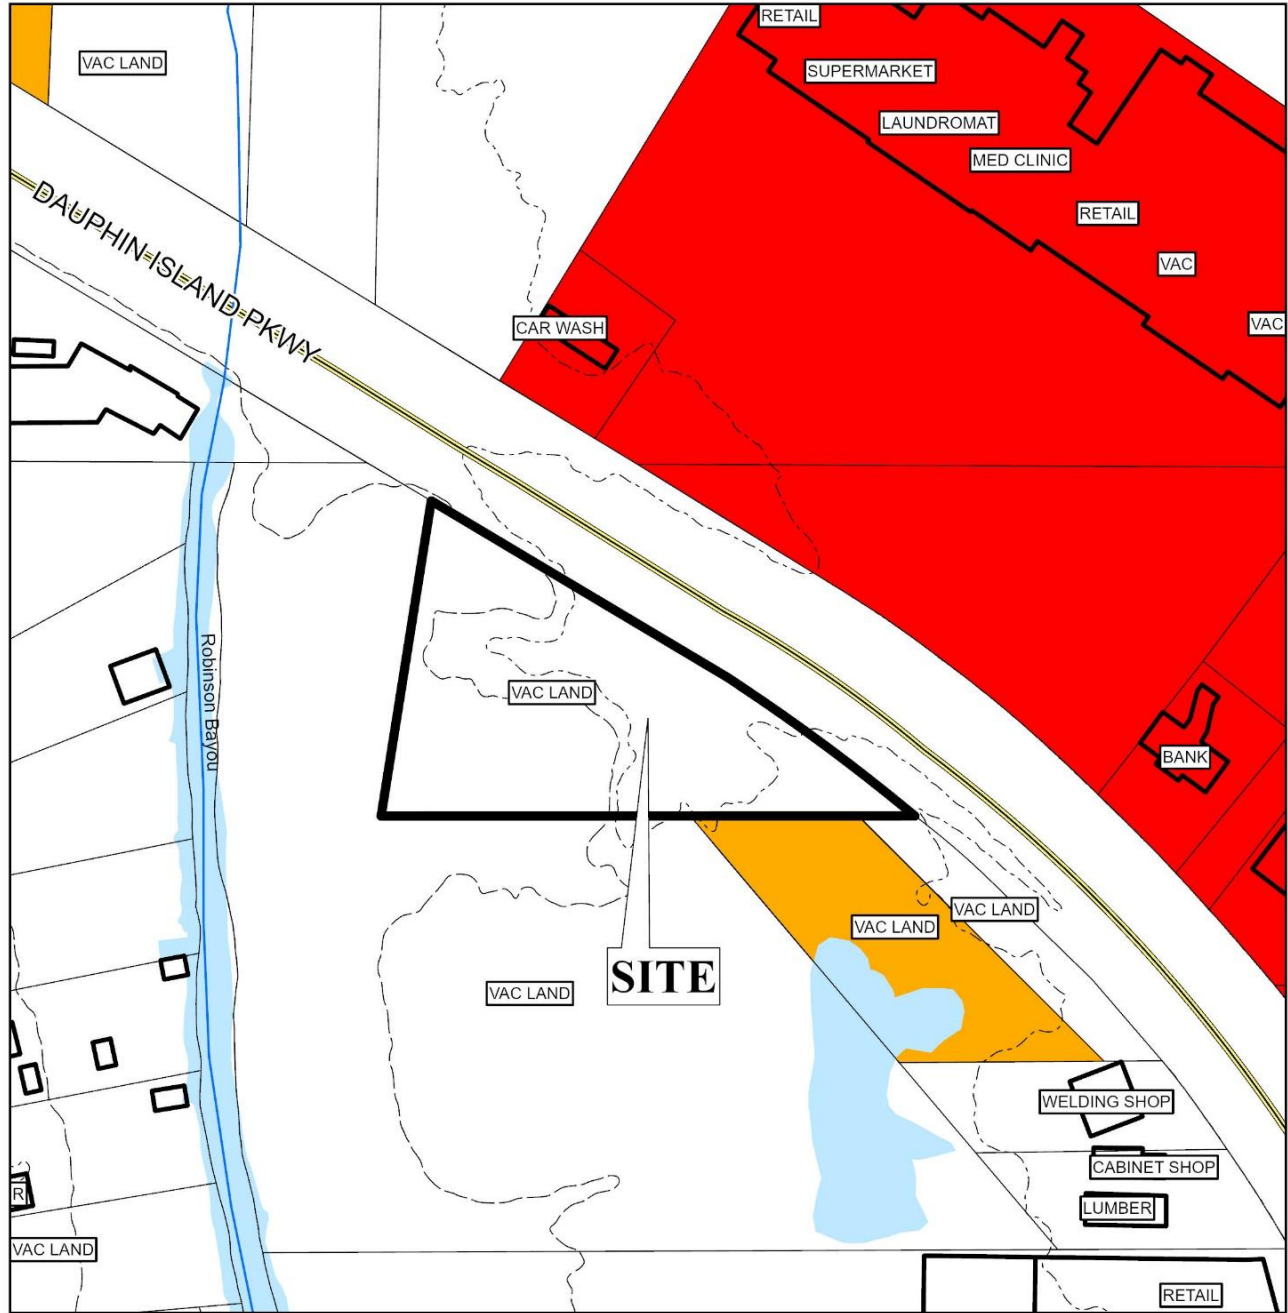 RETAIL
VAC LAND
SUPERMARKET
LAUNDROMAT
MED CLINIC
DAUPHIN ISLAND PKWY
RETAIL
VAC
CAR WASH
VAC
Robinson Bayou
VAC LAND
BANK
VAC LAND
VAC LAND
SITE
VAC LAND
WELDING SHOP
CABINET SHOP
R
LUMBER
VAC LAND
RETAIL